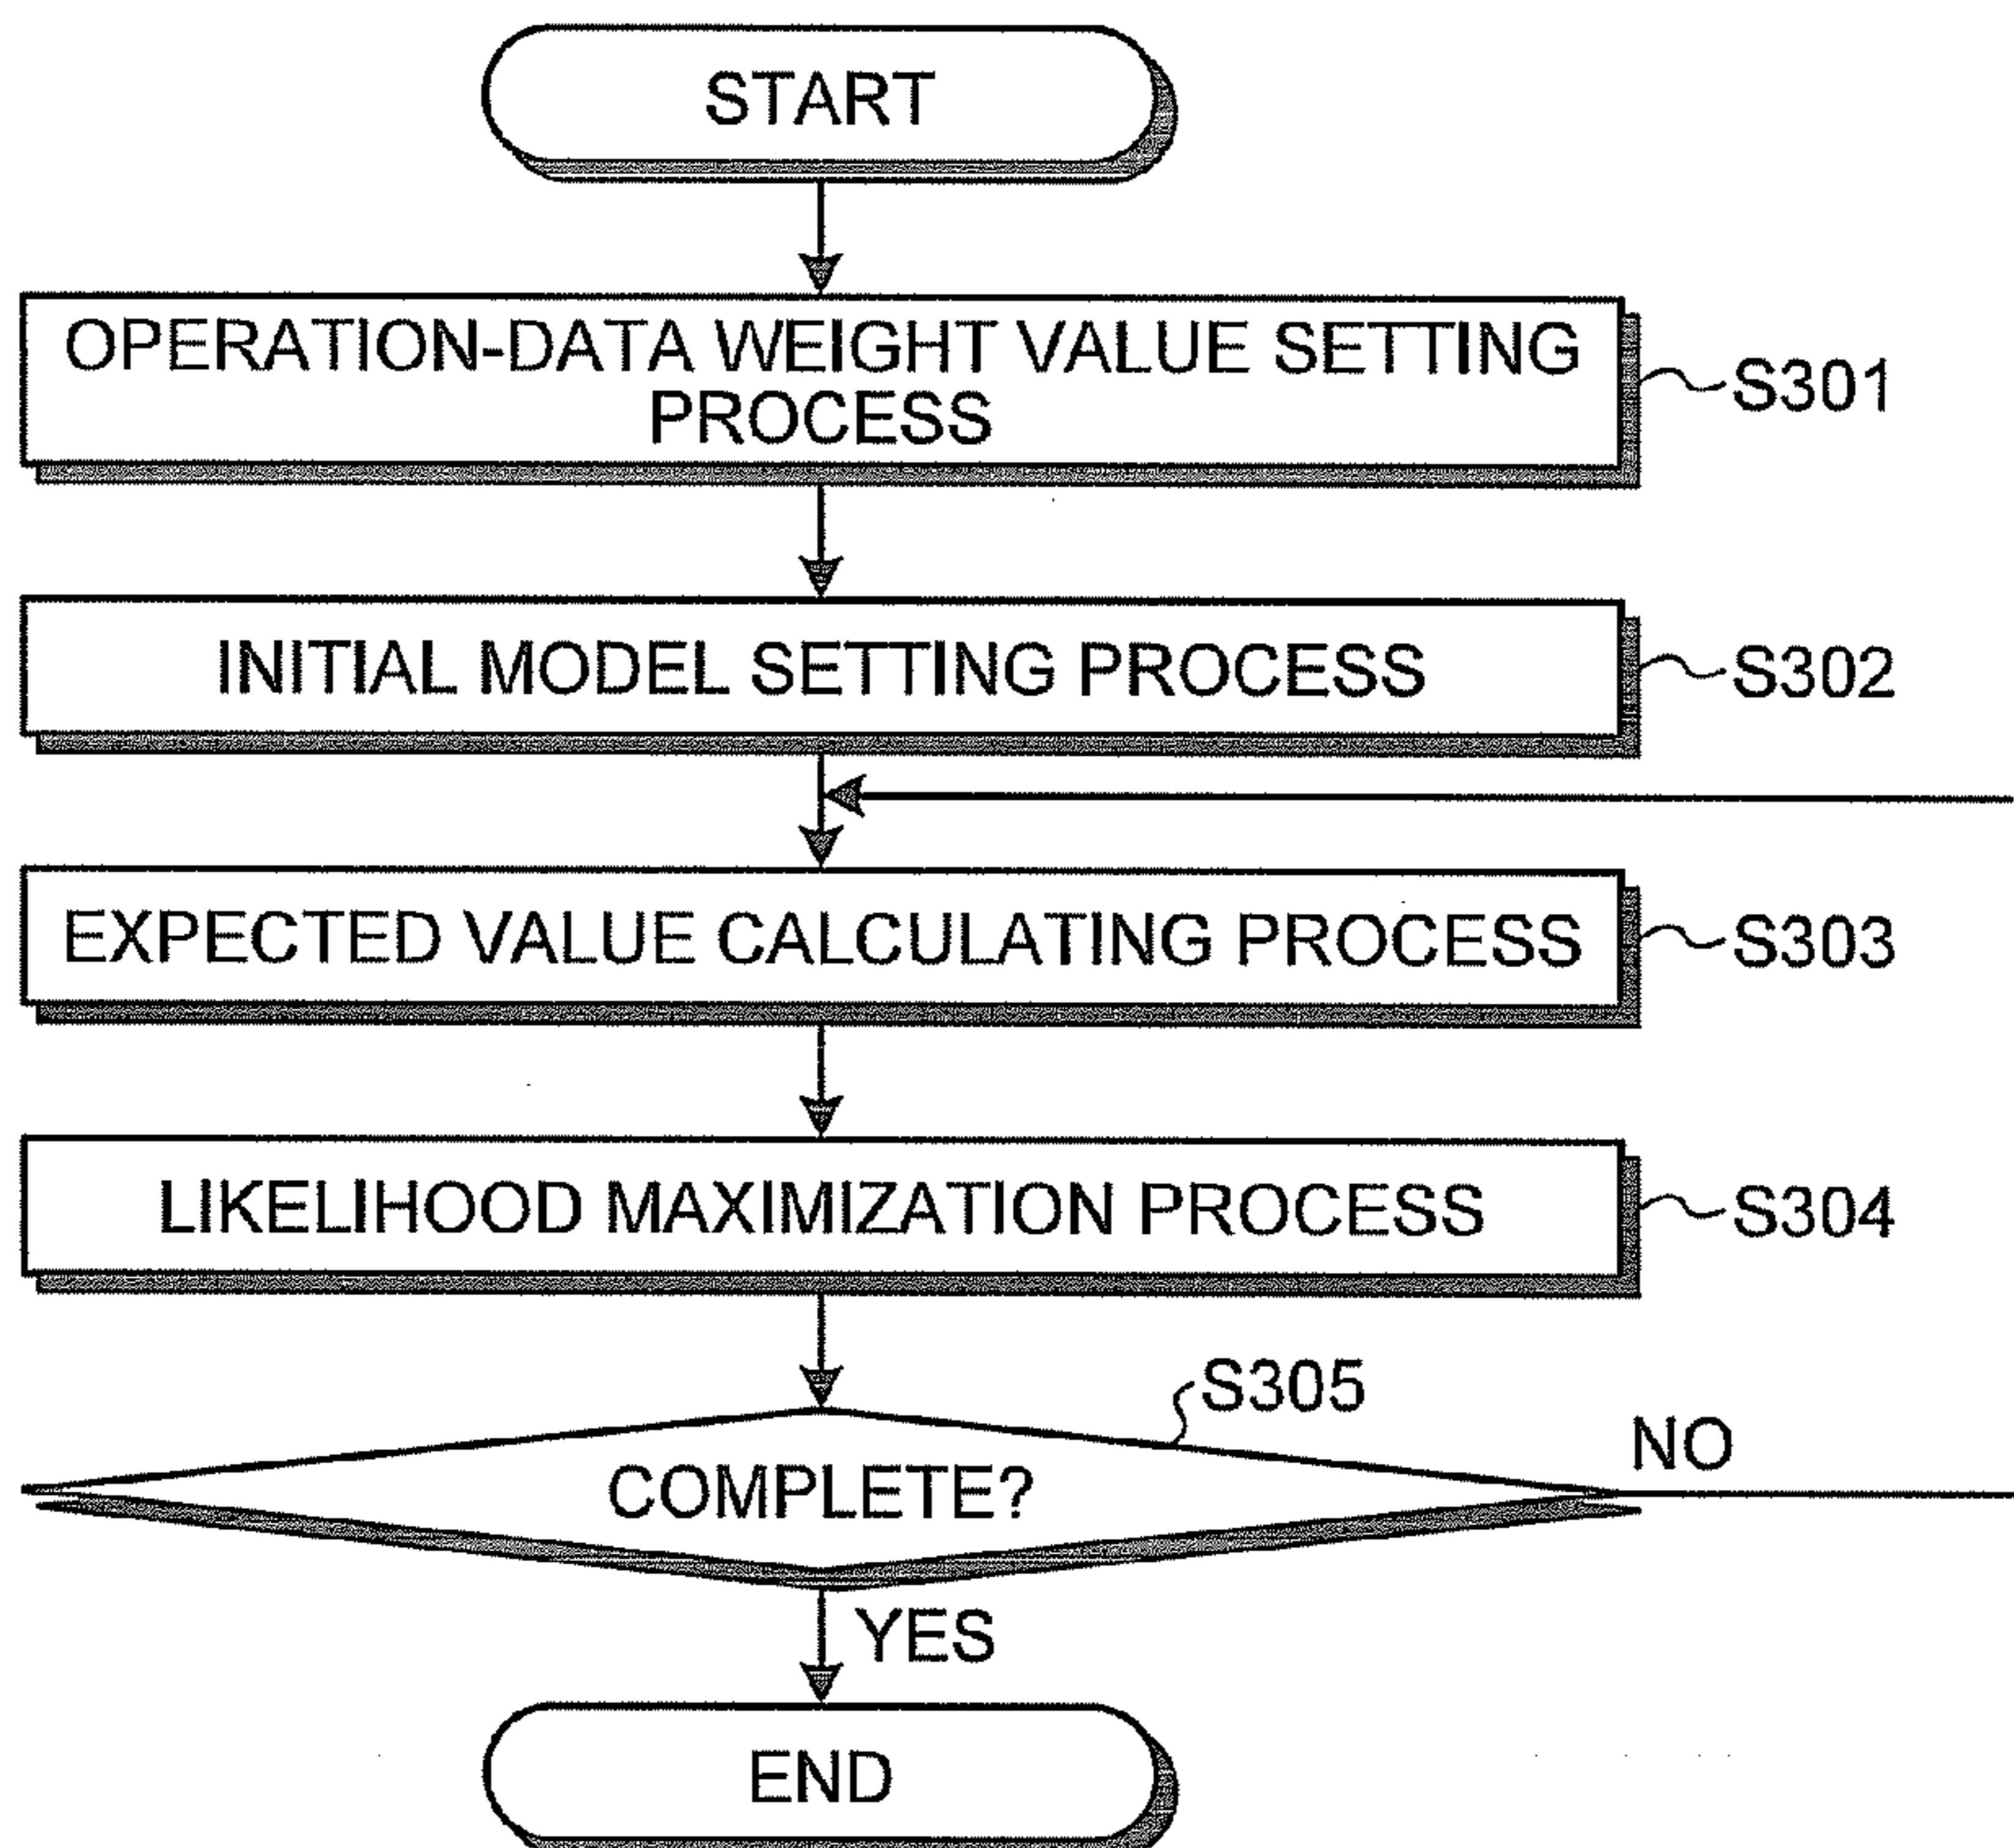 START
OPERATION-DATA WEIGHT VALUE SETTING
PROCESS
S301
INITIAL MODEL SETTING PROCESS
S302
EXPECTED VALUE CALCULATING PROCESS
S303
LIKELIHOOD MAXIMIZATION PROCESS
S304
S305
COMPLETE?
NO
YES
END